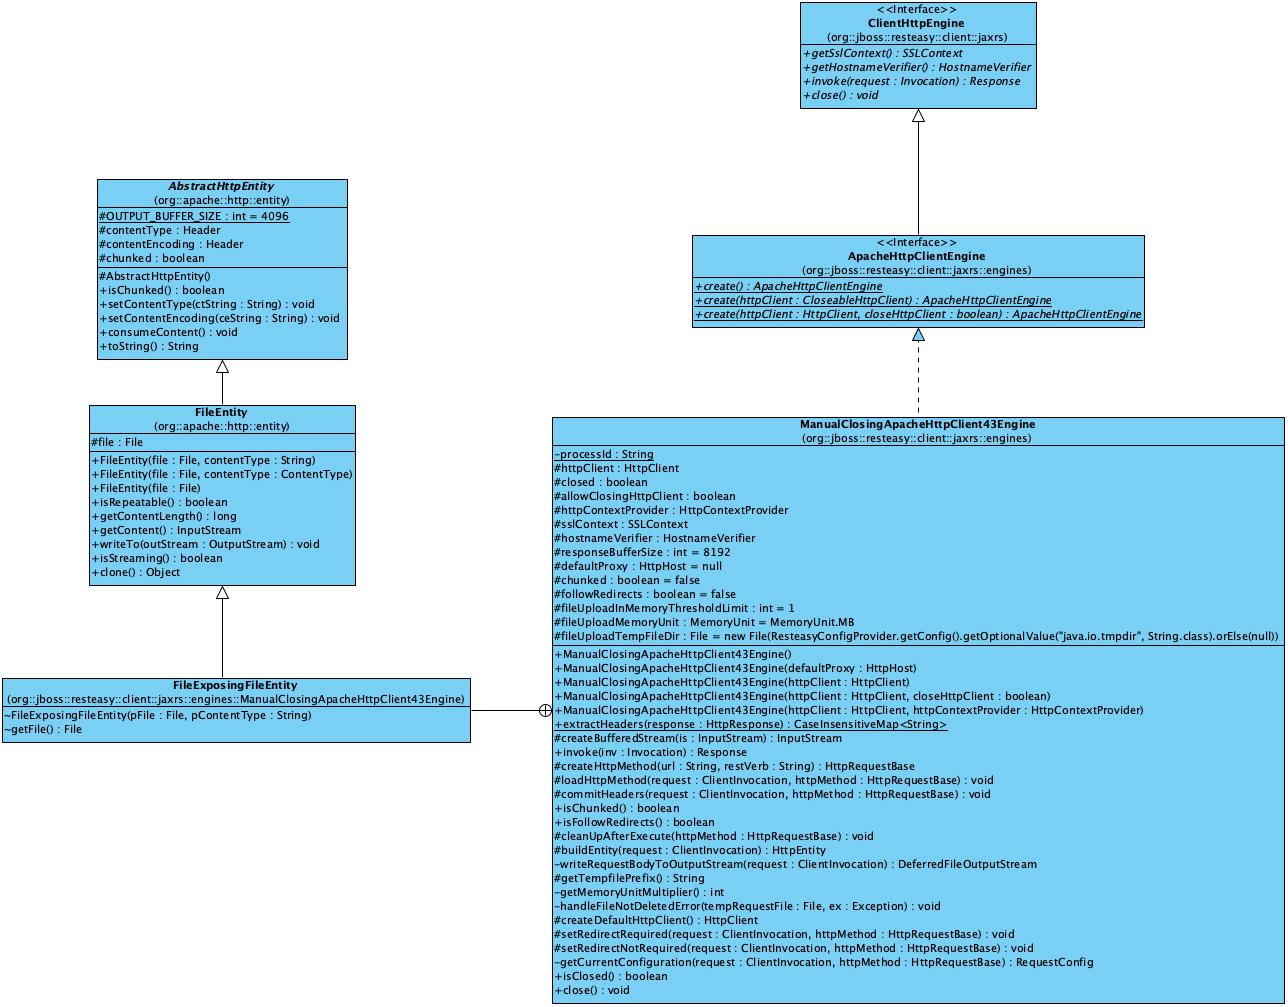 <<Interface>>
ClientHttpEngine
(org::jboss::resteasy::client::jaxrs)
+getSslContext() : SSLContext
+getHostnameVerifier() : HostnameVerifier
+invoke(request : Invocation) : Response
+close() : void
AbstractHttpEntity
(org::apache::http::entity)
#OUTPUT_BUFFER_SIZE : int = 4096
#contentType : Header
#contentEncoding : Header
#chunked : boolean
#AbstractHttpEntity()
+isChunked() : boolean
+setContentType(ctString : String) : void
+setContentEncoding(ceString : String) : void
+consumeContent() : void
+toString() : String
<<Interface>>
ApacheHttpClientEngine
(org::jboss::resteasy::client::jaxrs::engines)
+create() : ApacheHttpClientEngine
+create(httpClient : CloseableHttpClient) : ApacheHttpClientEngine
+create(httpClient : HttpClient, closeHttpClient : boolean) : ApacheHttpClientEngine
FileEntity
(org::apache::http::entity)
#file : File
+FileEntity(file : File, contentType : String)
+FileEntity(file : File, contentType : ContentType)
+FileEntity(file : File)
+isRepeatable() : boolean
+getContentLength() : long
+getContent() : InputStream
+writeTo(outStream : OutputStream) : void
+isStreaming() : boolean
+clone() : Object
FileExposingFileEntity
(org::jboss::resteasy::client::jaxrs::engines::ManualClosingApacheHttpClient43Engine)
~FileExposingFileEntity(pFile : File, pContentType : String)
~getFile() : File
ManualClosingApacheHttpClient43Engine
(org::jboss::resteasy::client::jaxrs::engines)
-processId : String
#httpClient : HttpClient
#closed : boolean
#allowClosingHttpClient : boolean
#httpContextProvider : HttpContextProvider
#sslContext : SSLContext
#hostnameVerifier : HostnameVerifier
#responseBufferSize : int = 8192
#defaultProxy : HttpHost = null
#chunked : boolean = false
#followRedirects : boolean = false
#fileUploadInMemoryThresholdLimit : int = 1
#fileUploadMemoryUnit : MemoryUnit = MemoryUnit.MB
#fileUploadTempFileDir : File = new File(ResteasyConfigProvider.getConfig().getOptionalValue("java.io.tmpdir", String.class).orElse(null))
+ManualClosingApacheHttpClient43Engine()
+ManualClosingApacheHttpClient43Engine(defaultProxy : HttpHost)
+ManualClosingApacheHttpClient43Engine(httpClient : HttpClient)
+ManualClosingApacheHttpClient43Engine(httpClient : HttpClient, closeHttpClient : boolean)
+ManualClosingApacheHttpClient43Engine(httpClient : HttpClient, httpContextProvider : HttpContextProvider)
+extractHeaders(response : HttpResponse) : CaseInsensitiveMap<String>
#createBufferedStream(is : InputStream) : InputStream
+invoke(inv : Invocation) : Response
#createHttpMethod(url : String, restVerb : String) : HttpRequestBase
#loadHttpMethod(request : ClientInvocation, httpMethod : HttpRequestBase) : void
#commitHeaders(request : ClientInvocation, httpMethod : HttpRequestBase) : void
+isChunked() : boolean
+isFollowRedirects() : boolean
#cleanUpAfterExecute(httpMethod : HttpRequestBase) : void
#buildEntity(request : ClientInvocation) : HttpEntity
-writeRequestBodyToOutputStream(request : ClientInvocation) : DeferredFileOutputStream
#getTempfilePrefix() : String
-getMemoryUnitMultiplier() : int
-handleFileNotDeletedError(tempRequestFile : File, ex : Exception) : void
#createDefaultHttpClient() : HttpClient
#setRedirectRequired(request : ClientInvocation, httpMethod : HttpRequestBase) : void
#setRedirectNotRequired(request : ClientInvocation, httpMethod : HttpRequestBase) : void
-getCurrentConfiguration(request : ClientInvocation, httpMethod : HttpRequestBase) : RequestConfig
+isClosed() : boolean
+close() : void